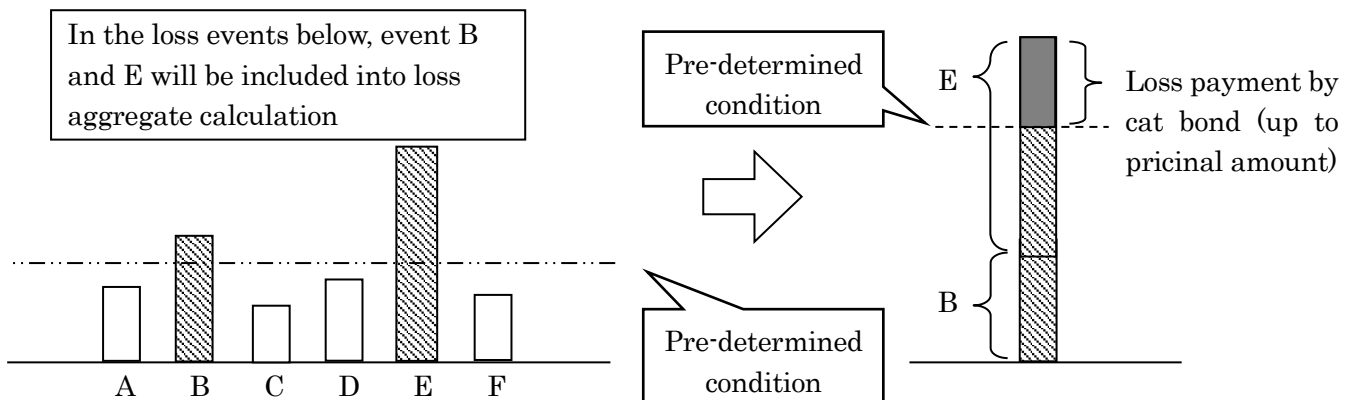 In the loss events below, event B
and E will be included into loss
aggregate calculation
A B C D E F
Pre-determined
condition
Pre-determined
condition
E
B
Loss payment by
cat bond (up to
pricinal amount)